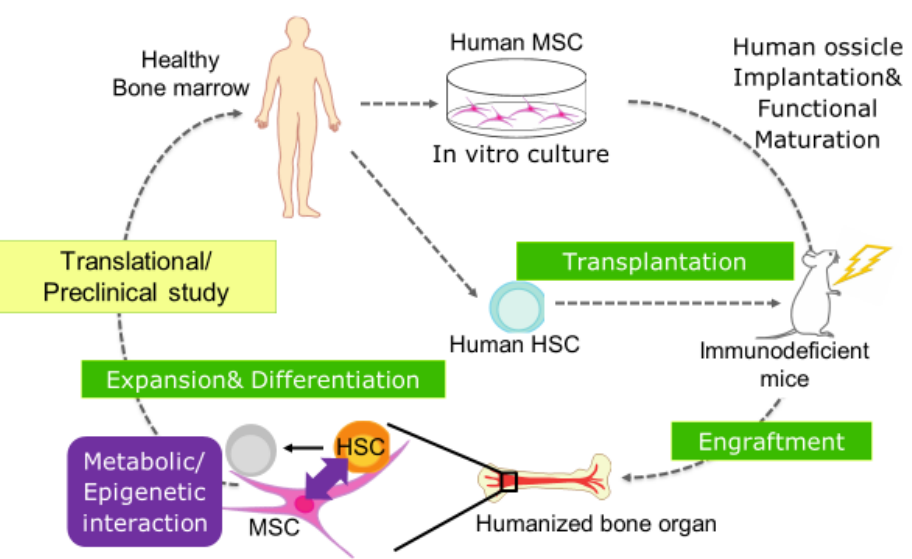 Healthy
Bone marrow
Human MSC
In vitro culture
Human ossicle
Implantation&
Functional
Maturation
Translational/
Preclinical study
Transplantation
Human HSC
Immunodeficient
mice
Expansion& Differentiation
Engraftment
Metabolic/
Epigenetic
interaction
HSC
MSC
Humanized bone organ